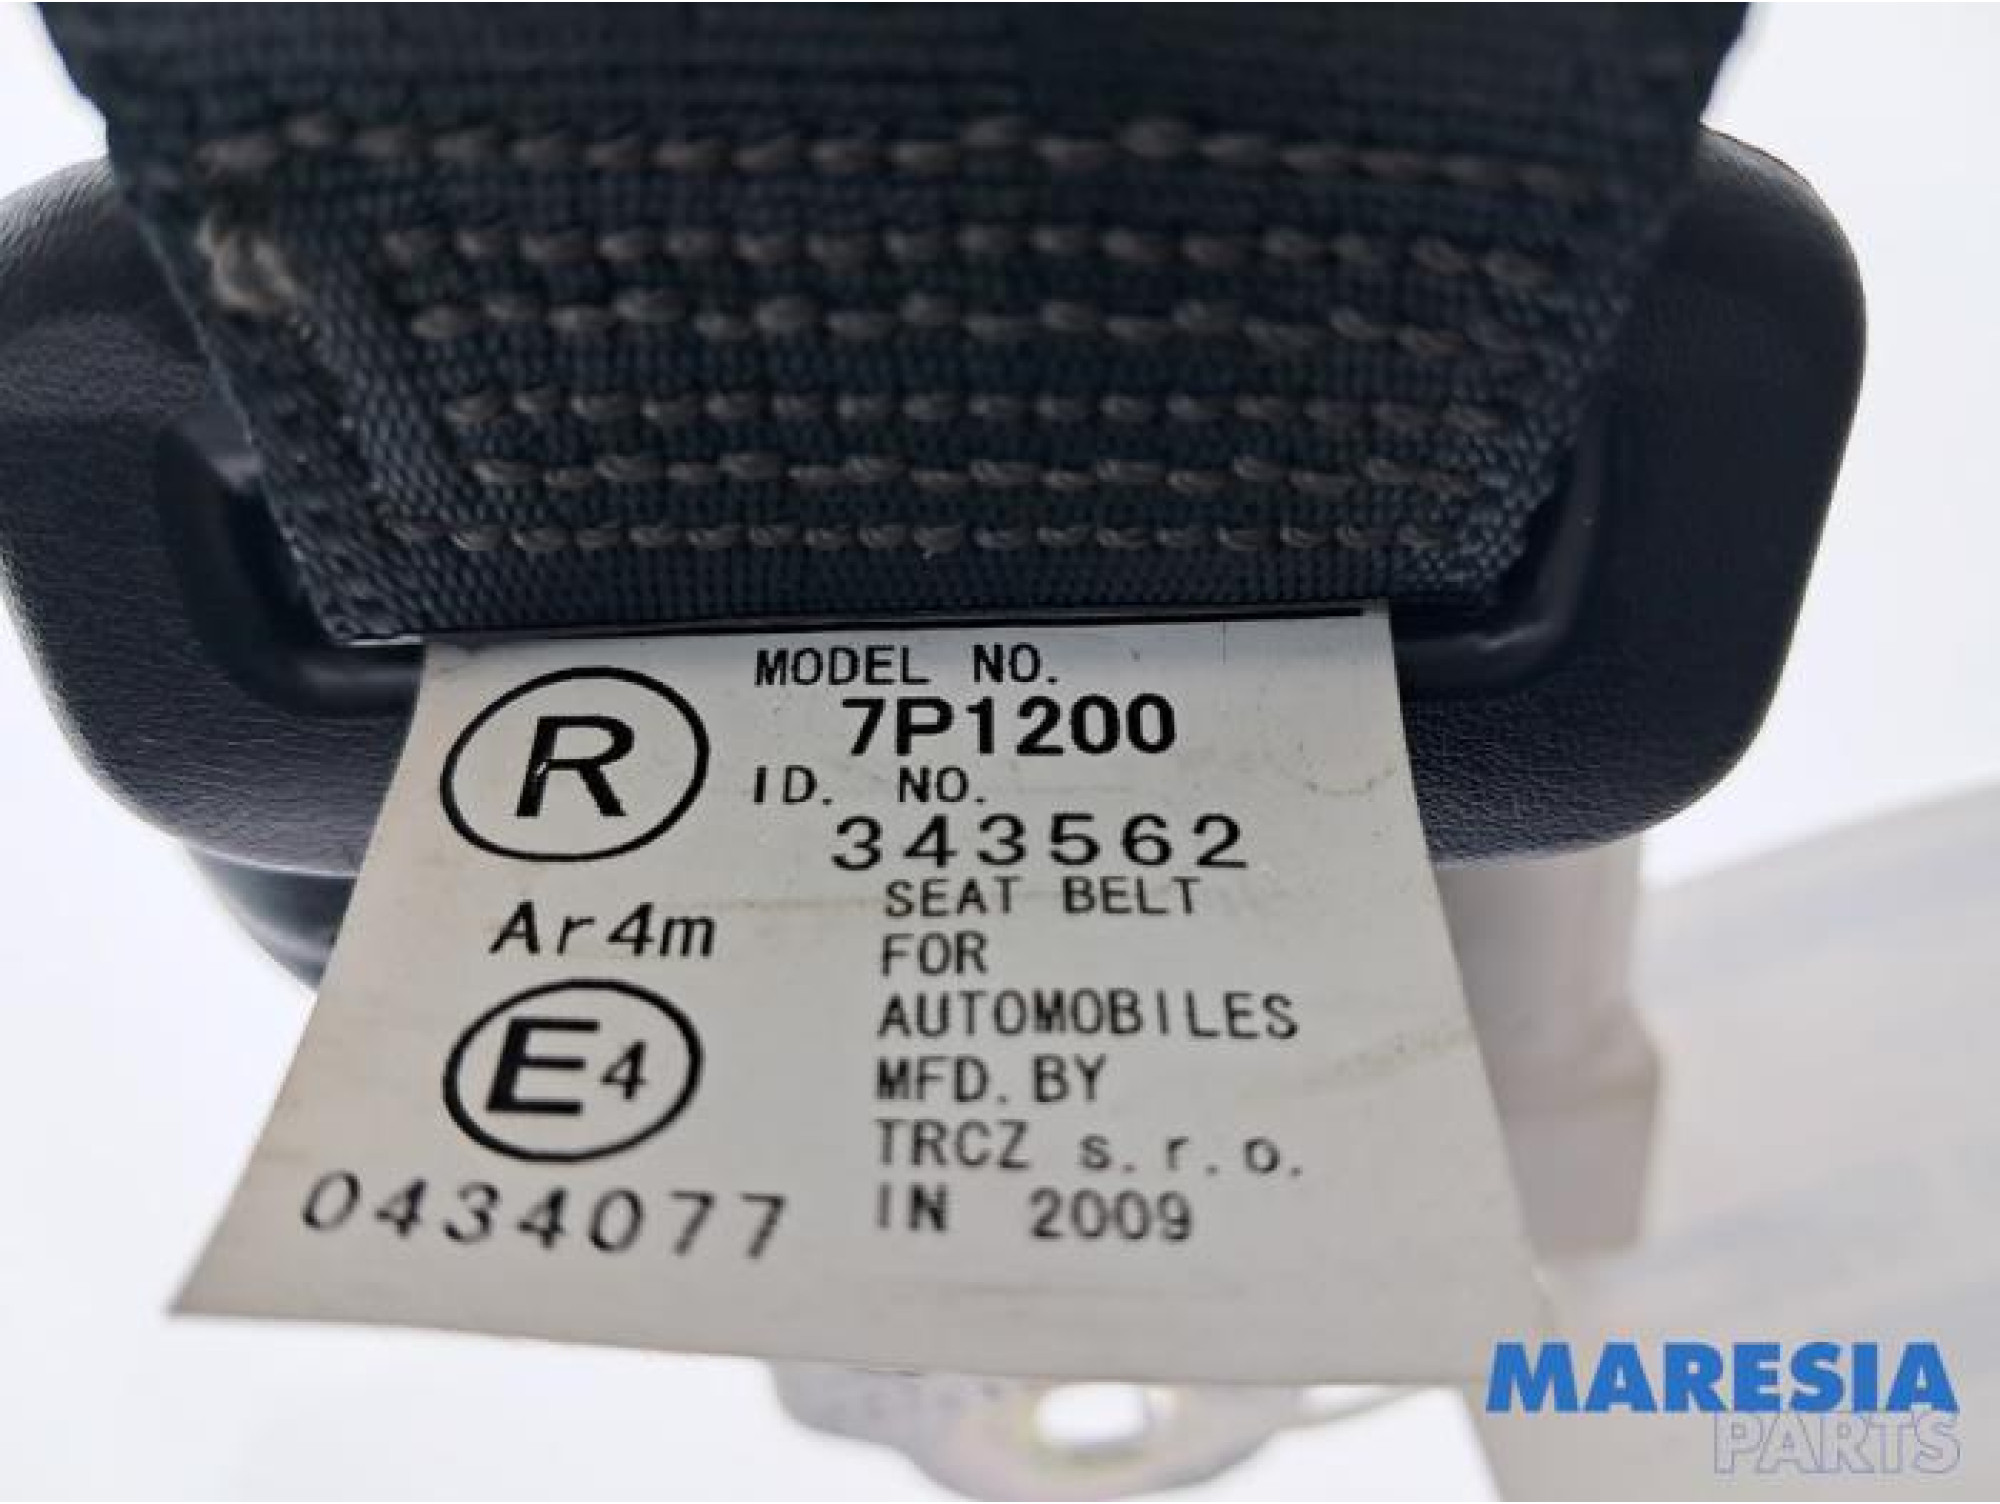 MODEL NO.
7P1200
ID. NO.
343562
R
Ar4m
E4
0434077
SEAT BELT
FOR
AUTOMOBILES
MFD. BY
TRCZ s.r.o.
IN 2009
MARESIA
PARTS